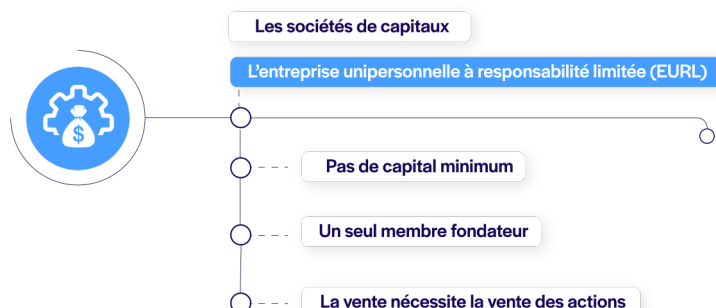 Les sociétés de capitaux
L'entreprise unipersonnelle à responsabilité limitée (EURL)
$
Pas de capital minimum
Un seul membre fondateur
La vente nécessite la vente des actions